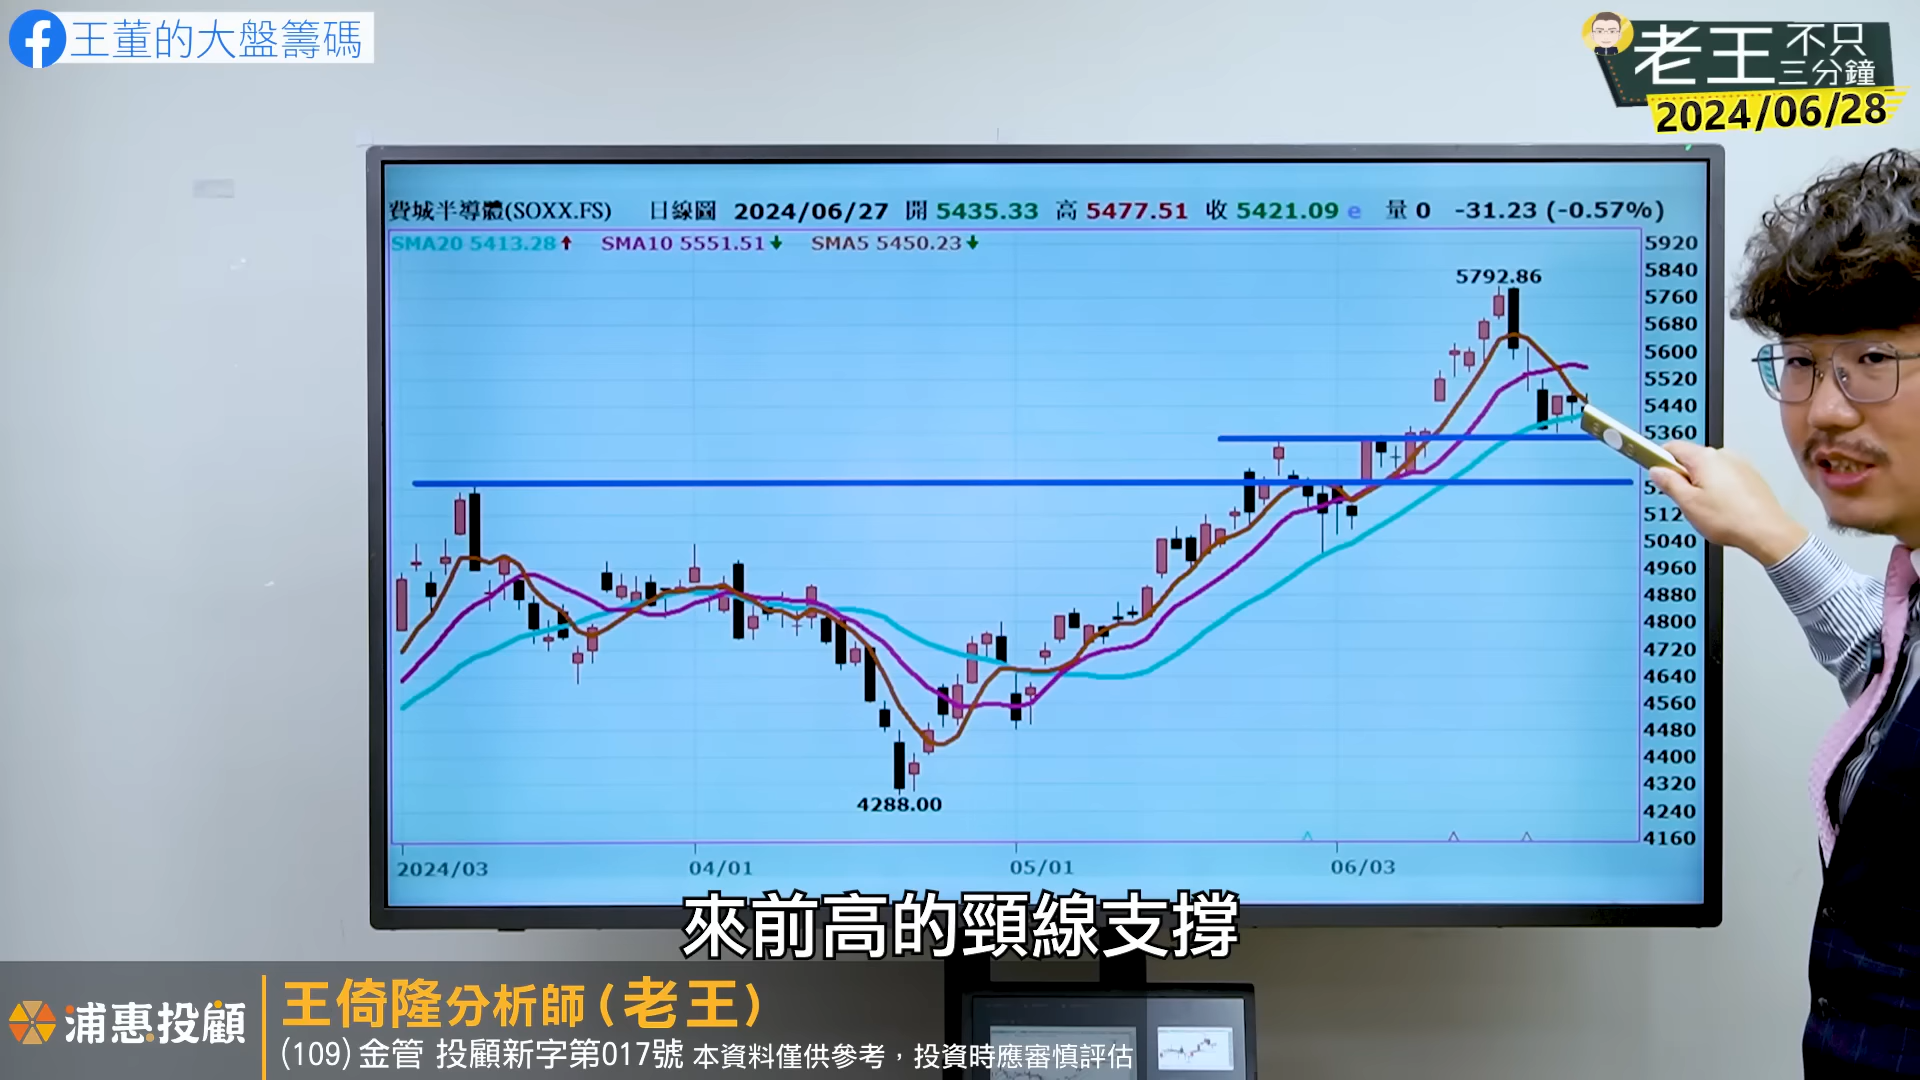 王董的大盤籌碼
老王 不只三分鐘
2024/06/28
費城半導體(SOXX.FS) 日線圖 2024/06/27 開 5435.33 高 5477.51 收 5421.09 e 量 0 -31.23 (-0.57%)
SMA20 5413.28 SMA10 5551.51 SMA5 5450.23
5920
5840
5792.86
5760
5680
5600
5520
5440
5360
5040
4960
4880
4800
4720
4640
4560
4480
4400
4320
4288.00
4240
4160
2024/03 04/01 05/01 06/03
來前高的頸線支撐
浦惠投顧
王倚隆分析師(老王)
(109)金管 投顧新字第017號 本資料僅供參考,投資時應審慎評估